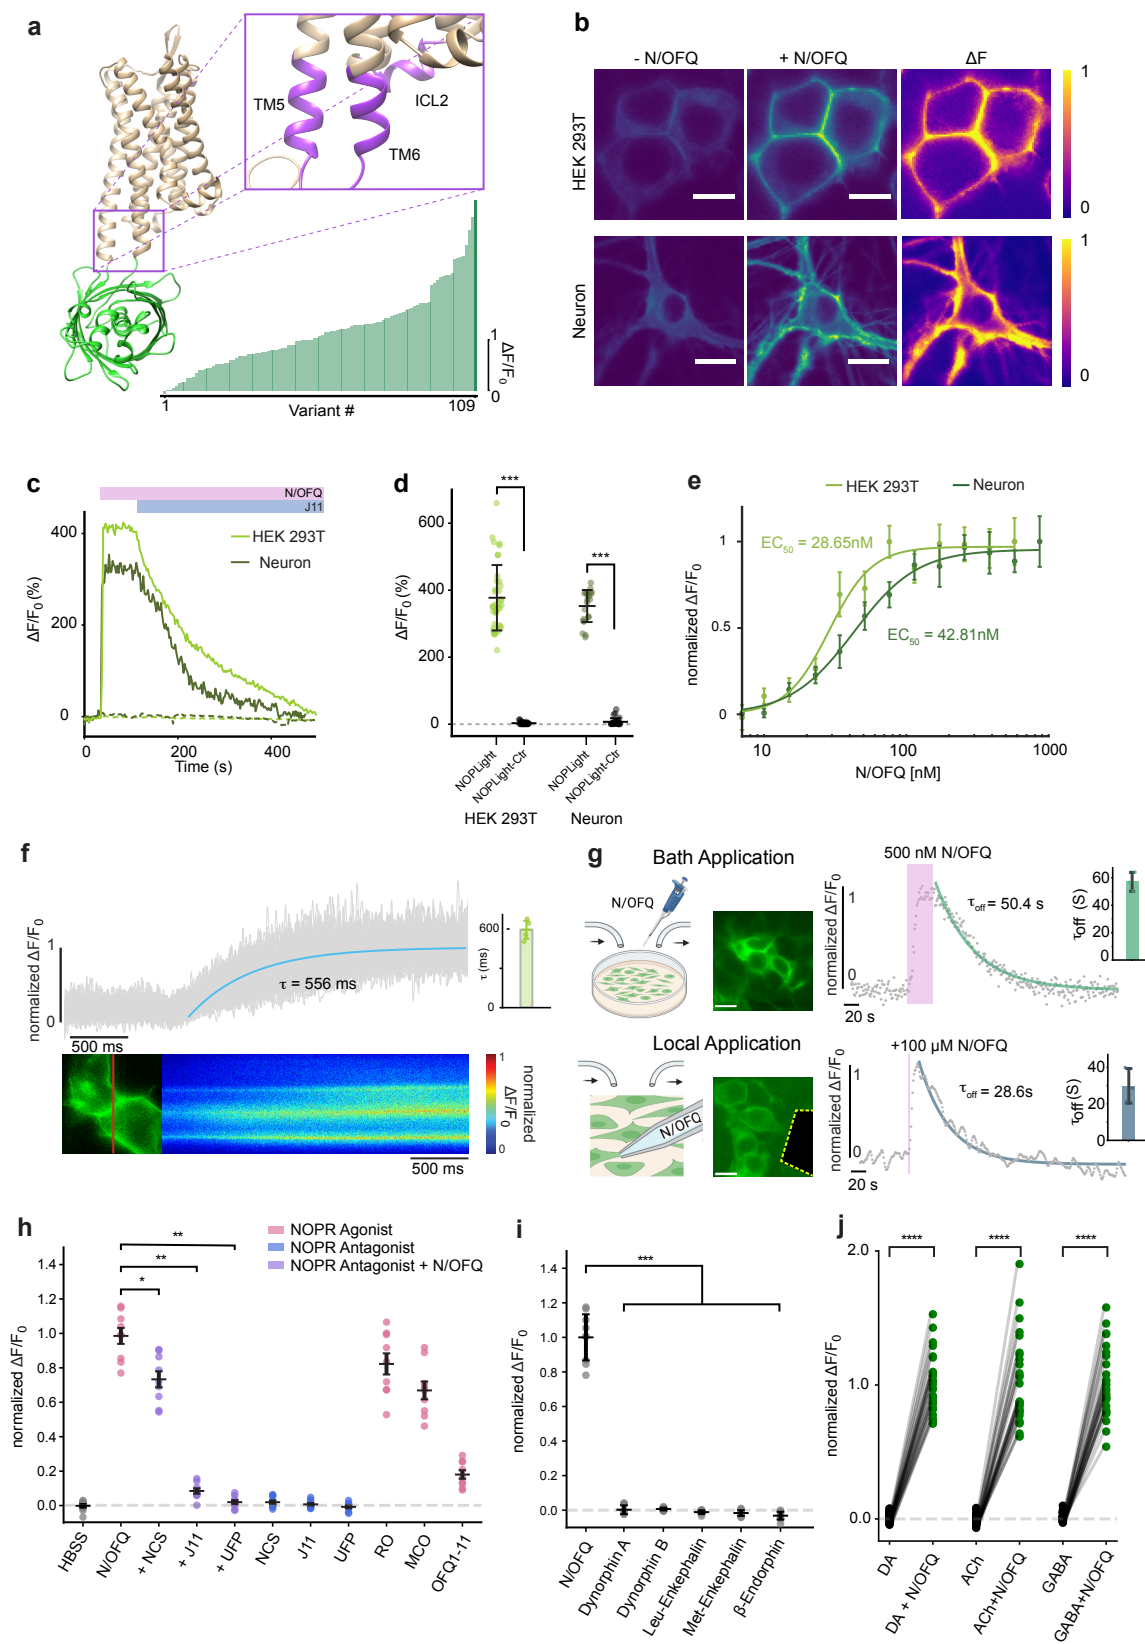 a
TM5
ICL2
TM6
1
0
ΔF/F0
1
Variant #
109
b
- N/OFQ
+ N/OFQ
ΔF
HEK 293T
1
0
Neuron
1
0
c
N/OFQ
J11
HEK 293T
Neuron
400
200
0
ΔF/F0 (%)
0
200
400
Time (s)
d
***
***
600
400
200
0
ΔF/F0 (%)
NOPLight
NOPLight-Ctr
NOPLight
NOPLight-Ctr
HEK 293T
Neuron
e
HEK 293T
Neuron
EC50 = 28.65nM
EC50 = 42.81nM
1
0.5
0
normalized ΔF/F0
10
100
1000
N/OFQ [nM]
f
normalized ΔF/F0
1
0
τ = 556 ms
500 ms
600
0
τ (ms)
1
0
normalized
ΔF/F0
500 ms
g
Bath Application
N/OFQ
500 nM N/OFQ
normalized ΔF/F0
1
0
τoff = 50.4 s
20 s
60
40
20
0
τoff (S)
Local Application
N/OFQ
+100 µM N/OFQ
normalized ΔF/F0
1
0
τoff = 28.6s
20 s
40
20
0
τoff (S)
h
NOPR Agonist
NOPR Antagonist
NOPR Antagonist + N/OFQ
**
**
*
1.4
1.2
1.0
0.8
0.6
0.4
0.2
0.0
normalized ΔF/F0
HBSS
N/OFQ
+ NCS
+ J11
+ UFP
NCS
J11
UFP
RO
MCO
OFQ1-11
i
***
1.4
1.2
1.0
0.8
0.6
0.4
0.2
0.0
normalized ΔF/F0
N/OFQ
Dynorphin A
Dynorphin B
Leu-Enkephalin
Met-Enkephalin
β-Endorphin
j
****
****
****
2.0
1.0
0.0
normalized ΔF/F0
DA
DA + N/OFQ
ACh
ACh+N/OFQ
GABA
GABA+N/OFQ